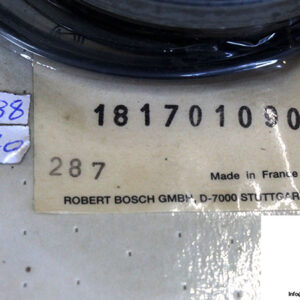 38
181701090
287
Made in France
ROBERT BOSCH GMBH, D-7000 STUTTGAR